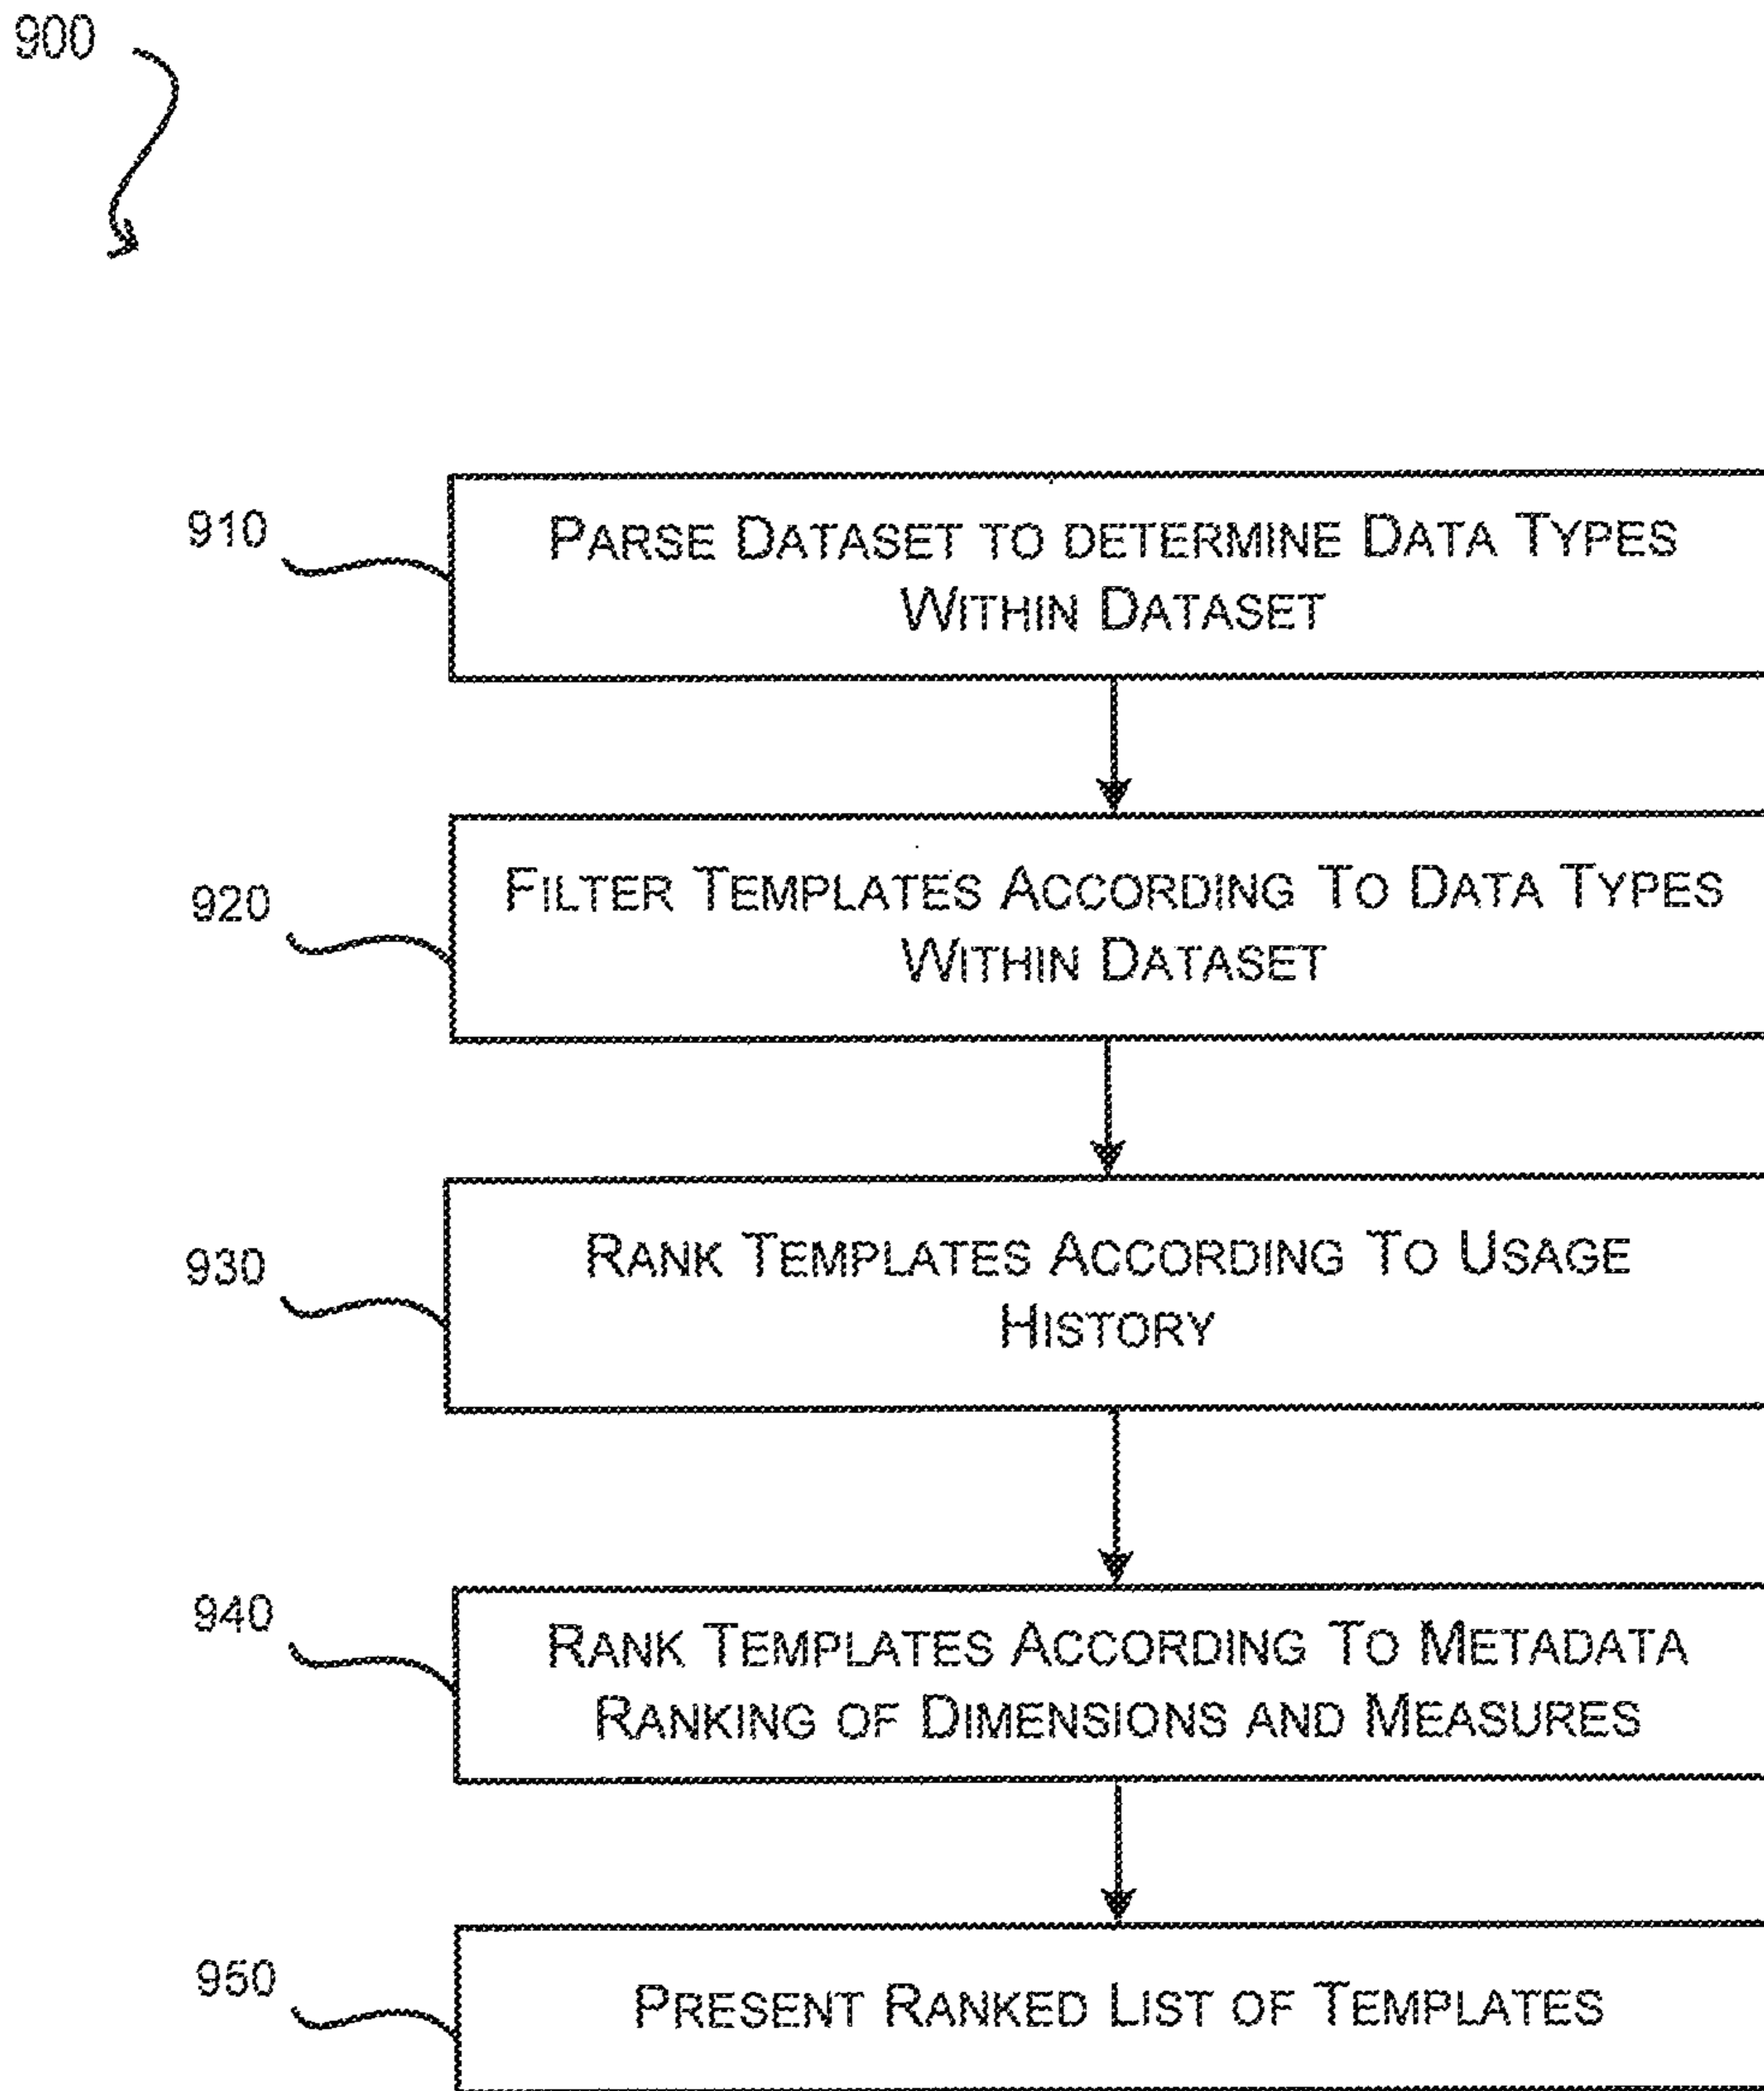 900
910
PARSE DATASET TO DETERMINE DATA TYPES
WITHIN DATASET
920
FILTER TEMPLATES ACCORDING TO DATA TYPES
WITHIN DATASET
930
RANK TEMPLATES ACCORDING TO USAGE
HISTORY
940
RANK TEMPLATES ACCORDING TO METADATA
RANKING OF DIMENSIONS AND MEASURES
950
PRESENT RANKED LIST OF TEMPLATES